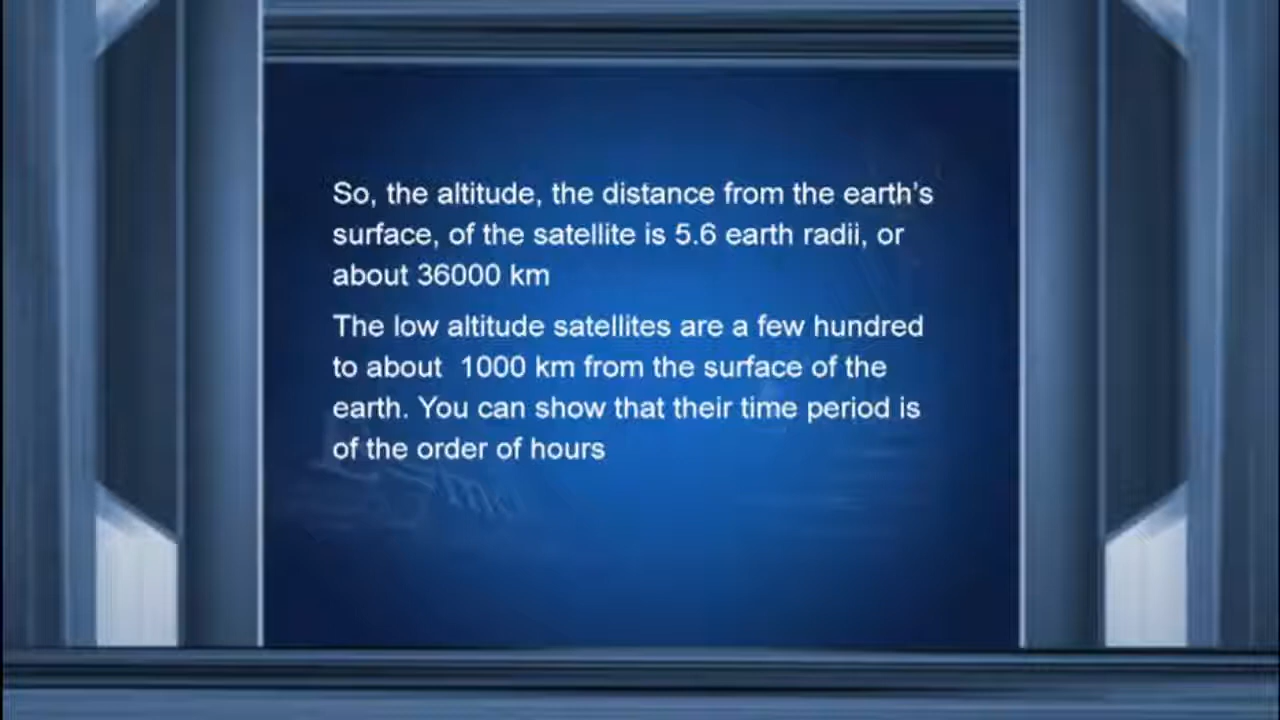 So, the altitude, the distance from the earth's
surface, of the satellite is 5.6 earth radii, or
about 36000 km
The low altitude satellites are a few hundred
to about  1000 km from the surface of the
earth. You can show that their time period is
of the order of hours